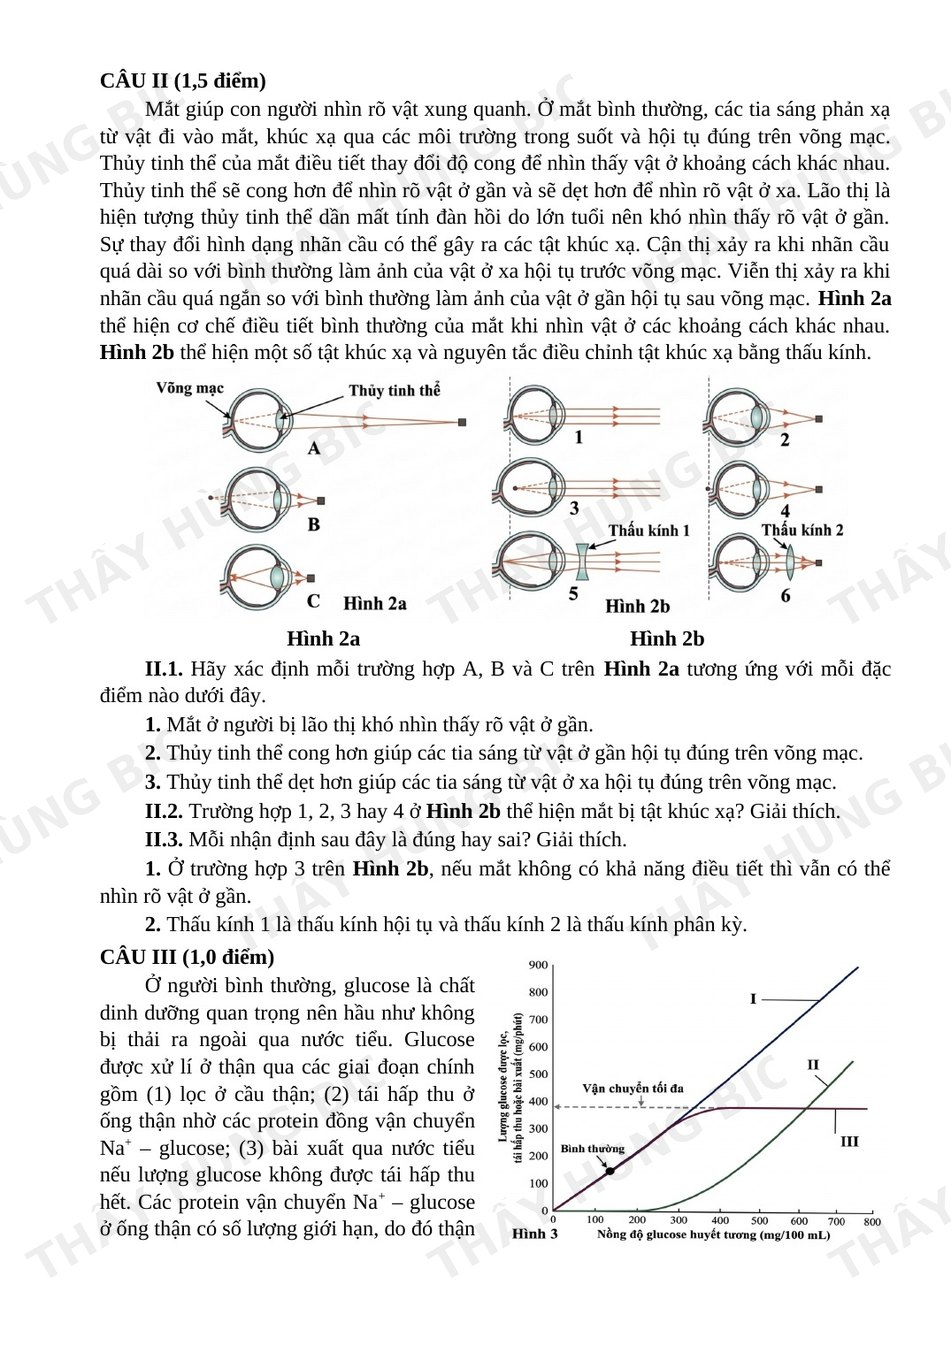 CÂU II (1,5 điểm)
Mắt giúp con người nhìn rõ vật xung quanh. Ở mắt bình thường, các tia sáng phản xạ
từ vật đi vào mắt, khúc xạ qua các môi trường trong suốt và hội tụ đúng trên võng mạc.
Thủy tinh thể của mắt điều tiết thay đổi độ cong để nhìn thấy vật ở khoảng cách khác nhau.
Thủy tinh thể sẽ cong hơn để nhìn rõ vật ở gần và sẽ dẹt hơn để nhìn rõ vật ở xa. Lão thị là
hiện tượng thủy tinh thể dần mất tính đàn hồi do lớn tuổi nên khó nhìn thấy rõ vật ở gần.
Sự thay đổi hình dạng nhãn cầu có thể gây ra các tật khúc xạ. Cận thị xảy ra khi nhãn cầu
quá dài so với bình thường làm ảnh của vật ở xa hội tụ trước võng mạc. Viễn thị xảy ra khi
nhãn cầu quá ngắn so với bình thường làm ảnh của vật ở gần hội tụ sau võng mạc. Hình 2a
thể hiện cơ chế điều tiết bình thường của mắt khi nhìn vật ở các khoảng cách khác nhau.
Hình 2b thể hiện một số tật khúc xạ và nguyên tắc điều chỉnh tật khúc xạ bằng thấu kính.
Võng mạc
Thủy tinh thể
A
B
C
Hình 2a
1
2
3
4
Thấu kính 1
Thấu kính 2
5
6
Hình 2b
Hình 2a
Hình 2b
II.1. Hãy xác định mỗi trường hợp A, B và C trên Hình 2a tương ứng với mỗi đặc
điểm nào dưới đây.
1. Mắt ở người bị lão thị khó nhìn thấy rõ vật ở gần.
2. Thủy tinh thể cong hơn giúp các tia sáng từ vật ở gần hội tụ đúng trên võng mạc.
3. Thủy tinh thể dẹt hơn giúp các tia sáng từ vật ở xa hội tụ đúng trên võng mạc.
II.2. Trường hợp 1, 2, 3 hay 4 ở Hình 2b thể hiện mắt bị tật khúc xạ? Giải thích.
II.3. Mỗi nhận định sau đây là đúng hay sai? Giải thích.
1. Ở trường hợp 3 trên Hình 2b, nếu mắt không có khả năng điều tiết thì vẫn có thể
nhìn rõ vật ở gần.
2. Thấu kính 1 là thấu kính hội tụ và thấu kính 2 là thấu kính phân kỳ.
CÂU III (1,0 điểm)
Ở người bình thường, glucose là chất
dinh dưỡng quan trọng nên hầu như không
bị thải ra ngoài qua nước tiểu. Glucose
được xử lí ở thận qua các giai đoạn chính
gồm (1) lọc ở cầu thận; (2) tái hấp thu ở
ống thận nhờ các protein đồng vận chuyển
Na⁺ – glucose; (3) bài xuất qua nước tiểu
nếu lượng glucose không được tái hấp thu
hết. Các protein vận chuyển Na⁺ – glucose
ở ống thận có số lượng giới hạn, do đó thận
Lượng glucose được lọc,
tái hấp thu hoặc bài xuất (mg/phút)
900
800
700
600
500
400
300
200
100
0
I
II
III
Vận chuyển tối đa
Bình thường
0 100 200 300 400 500 600 700 800
Hình 3
Nồng độ glucose huyết tương (mg/100 mL)
THẦY HÙNG BIC